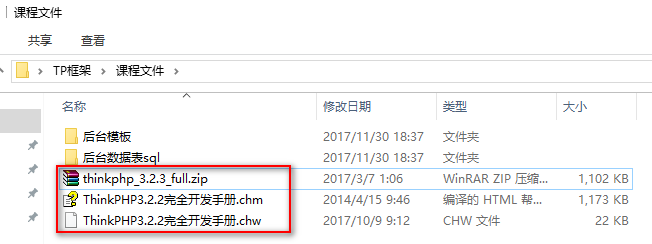 课程文件
共享 查看
TP框架 课程文件
名称 修改日期 类型 大小
后台模板 2017/11/30 18:37 文件夹
后台数据表sql 2017/11/30 18:37 文件夹
thinkphp_3.2.3_full.zip 2017/3/7 1:06 WinRAR ZIP 压缩... 1,102 KB
ThinkPHP3.2.2完全开发手册.chm 2014/4/15 9:46 编译的 HTML 帮... 1,173 KB
ThinkPHP3.2.2完全开发手册.chw 2017/10/9 9:12 CHW 文件 22 KB